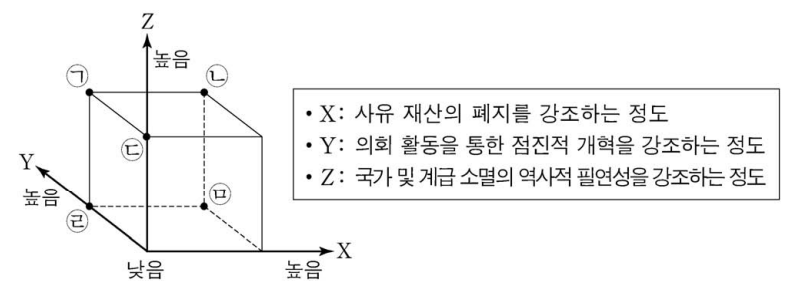 Z
높음
㉠
㉡
㉢
Y
높음
㉣
㉤
X
낮음
높음
• X: 사유 재산의 폐지를 강조하는 정도
• Y: 의회 활동을 통한 점진적 개혁을 강조하는 정도
• Z: 국가 및 계급 소멸의 역사적 필연성을 강조하는 정도